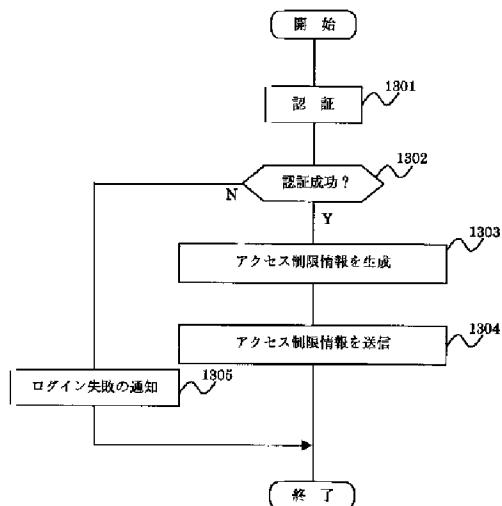 開 始
認 証
1301
認証成功?
1302
N
Y
アクセス制限情報を生成
1303
アクセス制限情報を送信
1304
ログイン失敗の通知
1305
終 了